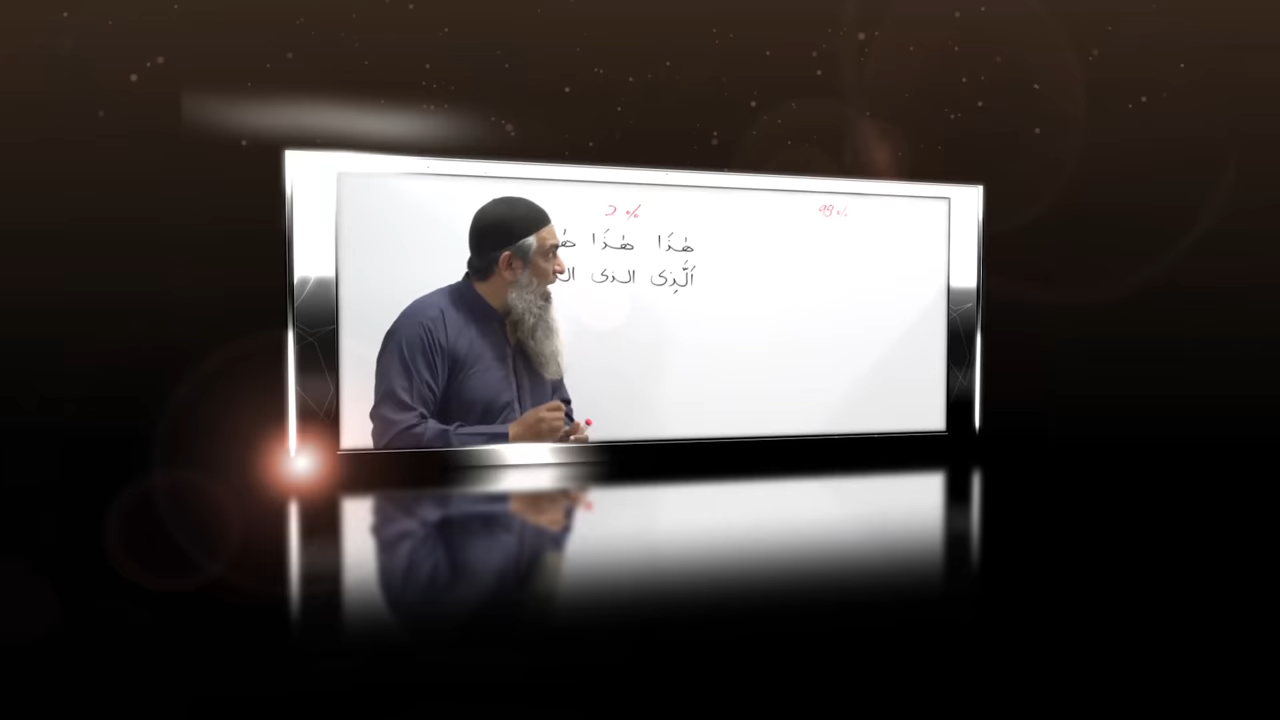 99%
هٰذَا هٰذَا
اَلَّذِى الذى